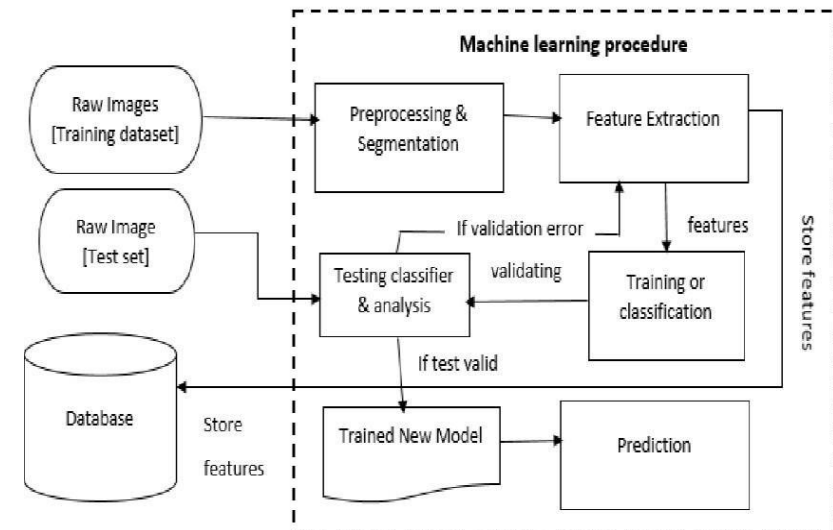 Machine learning procedure
Raw Images
[Training dataset]
Preprocessing &
Segmentation
Feature Extraction
Raw Image
[Test set]
If validation error
features
Store features
Testing classifier
& analysis
validating
Training or
classification
If test valid
Database
Store
features
Trained New Model
Prediction